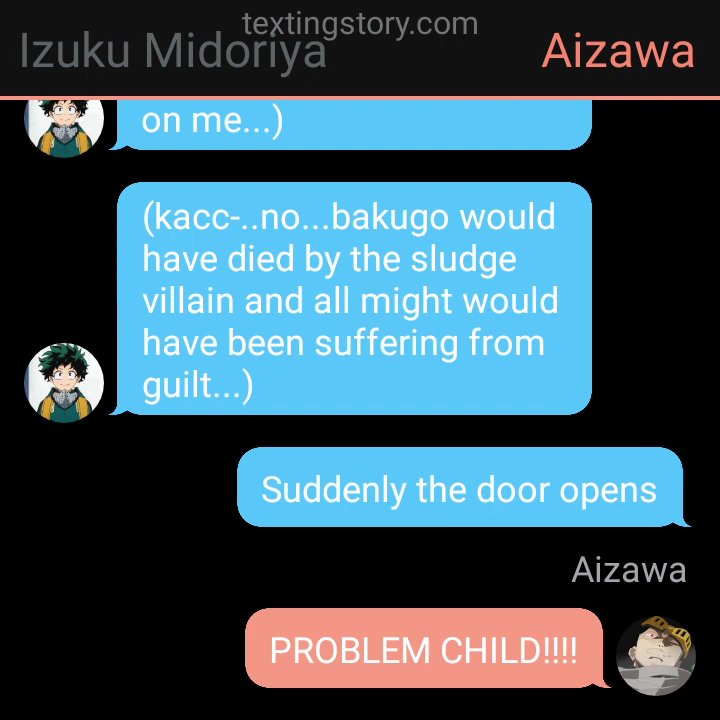 textingstory.com
Izuku Midoriya
Aizawa
on me...)
(kacc-..no...bakugo would
have died by the sludge
villain and all might would
have been suffering from
guilt...)
Suddenly the door opens
Aizawa
PROBLEM CHILD!!!!